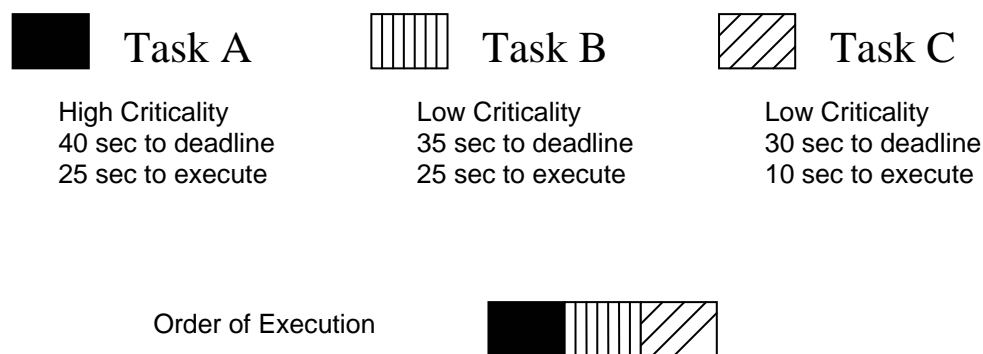 Task A
Task B
Task C
High Criticality
40 sec to deadline
25 sec to execute
Low Criticality
35 sec to deadline
25 sec to execute
Low Criticality
30 sec to deadline
10 sec to execute
Order of Execution